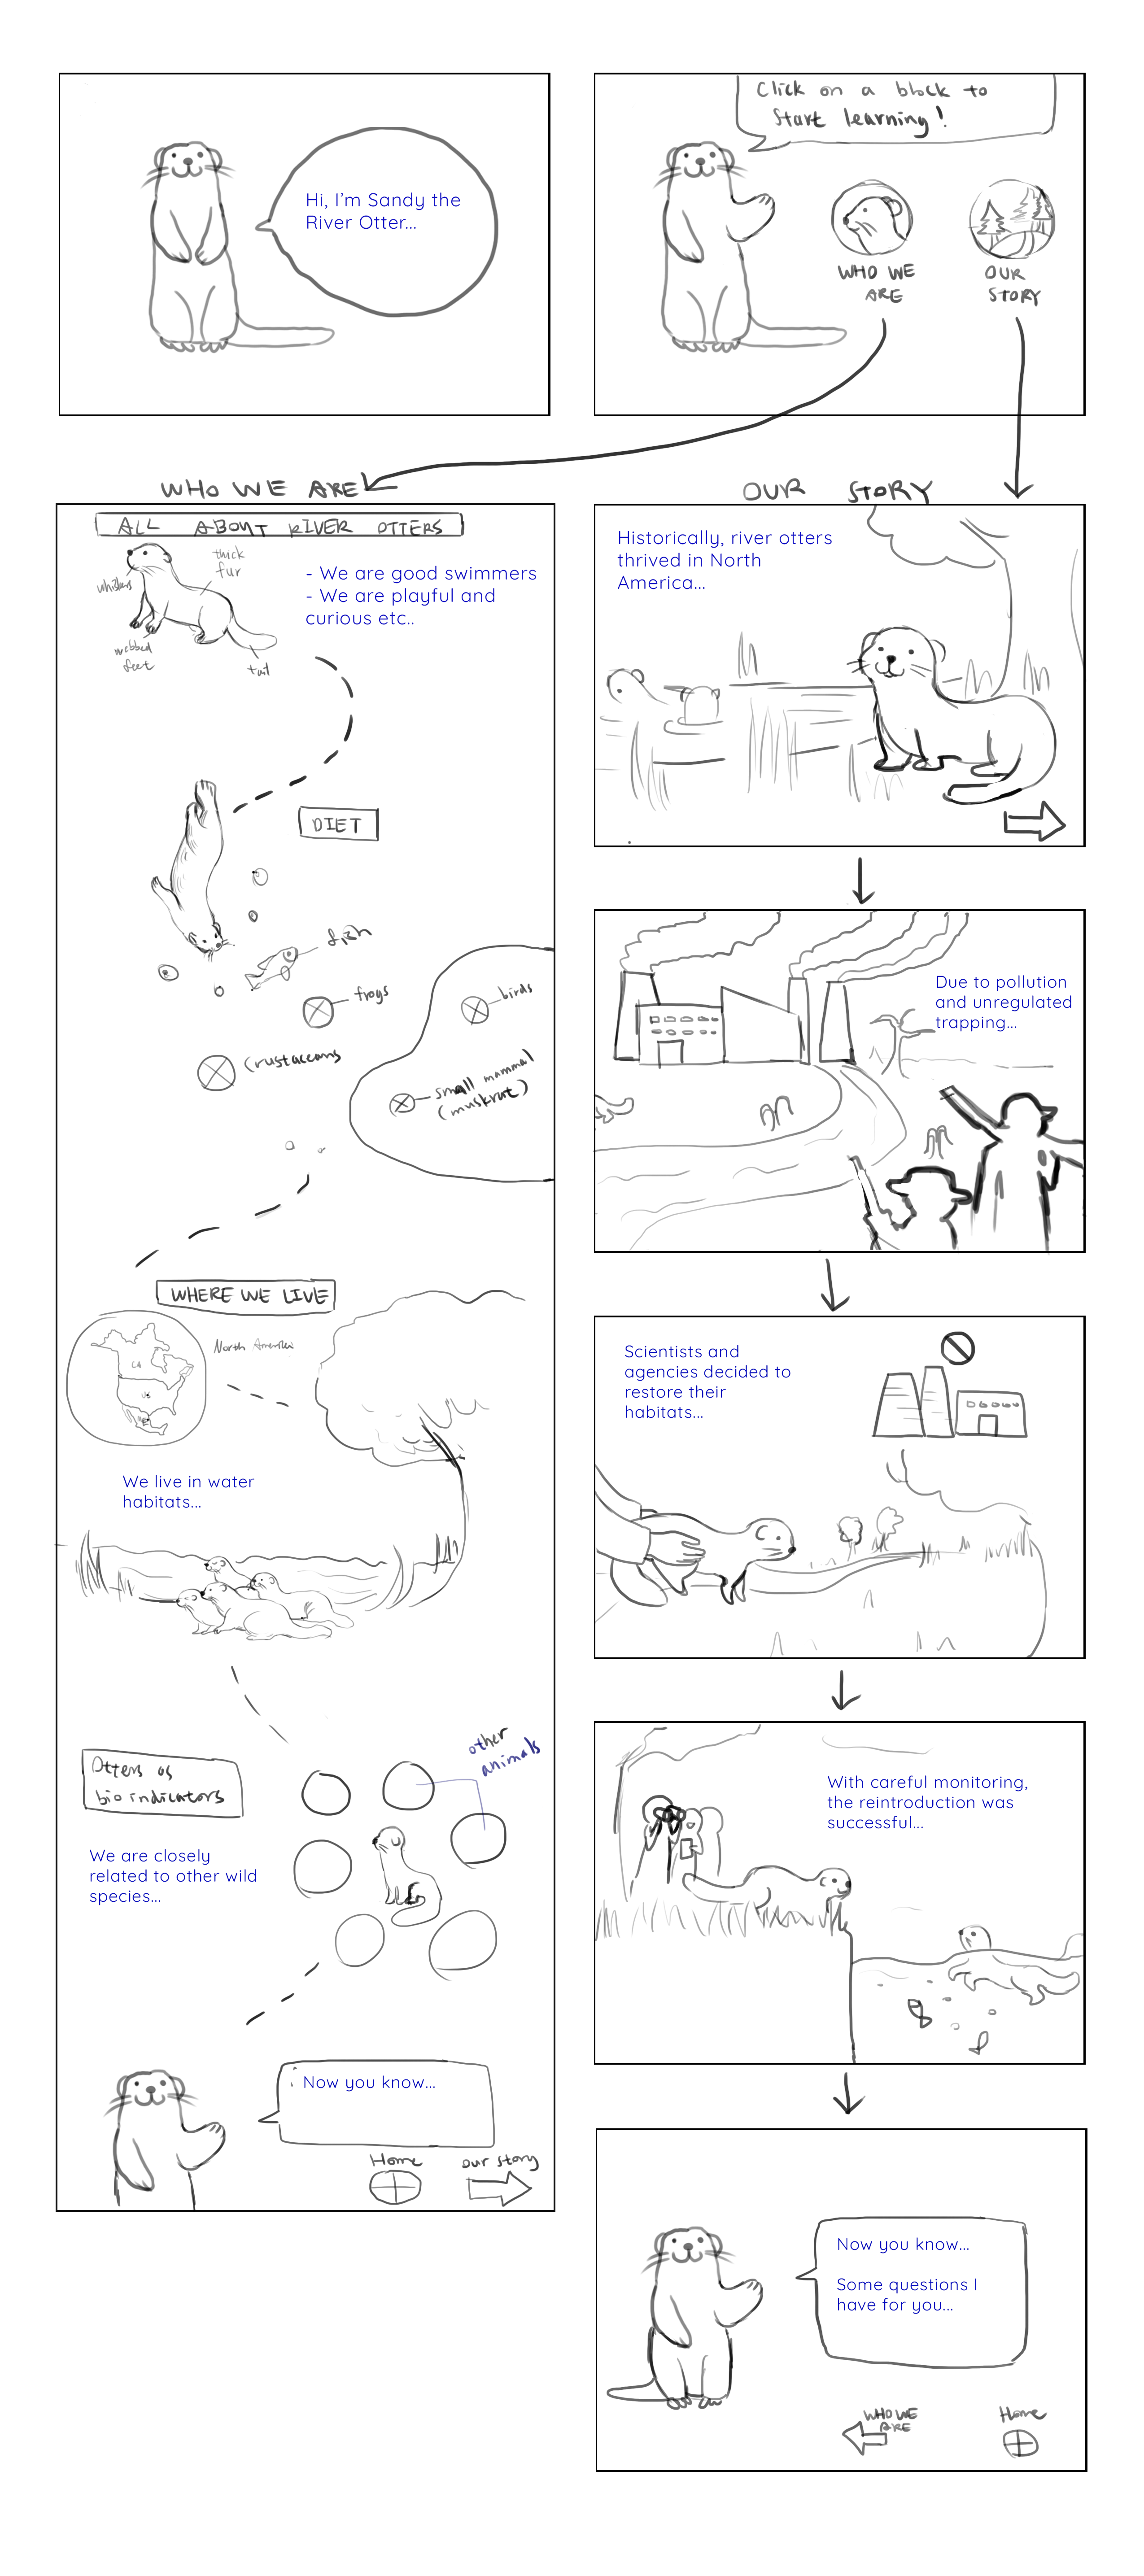 Hi, I'm Sandy the
River Otter...
Click on a block to
Start learning!
WHO WE
ARE
OUR
STORY
WHO WE ARE
ALL ABOUT RIVER OTTERS
thick
fur
whiskers
webbed
feet
tail
- We are good swimmers
- We are playful and
curious etc..
DIET
fish
frogs
birds
crustaceans
small mammal
(muskrat)
WHERE WE LIVE
North America
CA
US
We live in water
habitats...
Otters as
bio indicators
other
animals
We are closely
related to other wild
species...
Now you know...
Home
our story
OUR STORY
Historically, river otters
thrived in North
America...
Due to pollution
and unregulated
trapping...
Scientists and
agencies decided to
restore their
habitats...
With careful monitoring,
the reintroduction was
successful...
Now you know...
Some questions I
have for you...
WHO WE
ARE
Home